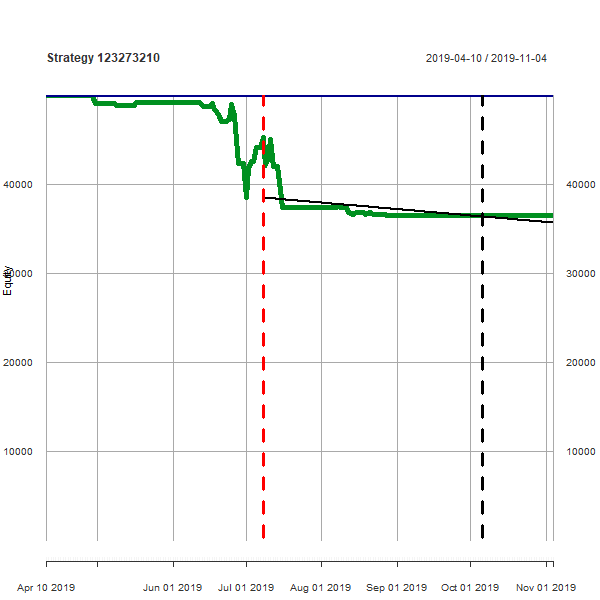 Strategy 123273210
2019-04-10 / 2019-11-04
40000
40000
Equity
30000
30000
20000
20000
10000
10000
Apr 10 2019
Jun 01 2019
Jul 01 2019
Aug 01 2019
Sep 01 2019
Oct 01 2019
Nov 01 2019